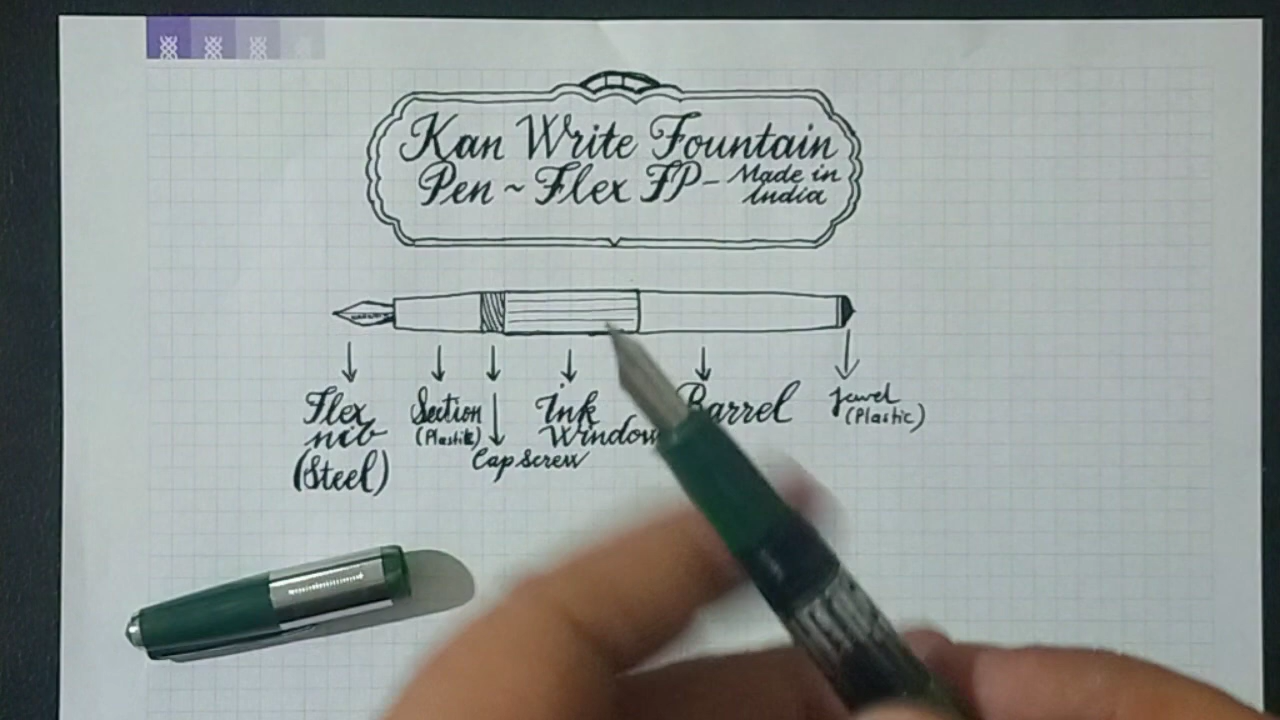 Kan Write Fountain
Pen ~ Flex FP - Made in
India
Flex
nib
(Steel)
Section
(Plastic)
Cap Screw
Ink
Window
Barrel
Jewel
(Plastic)